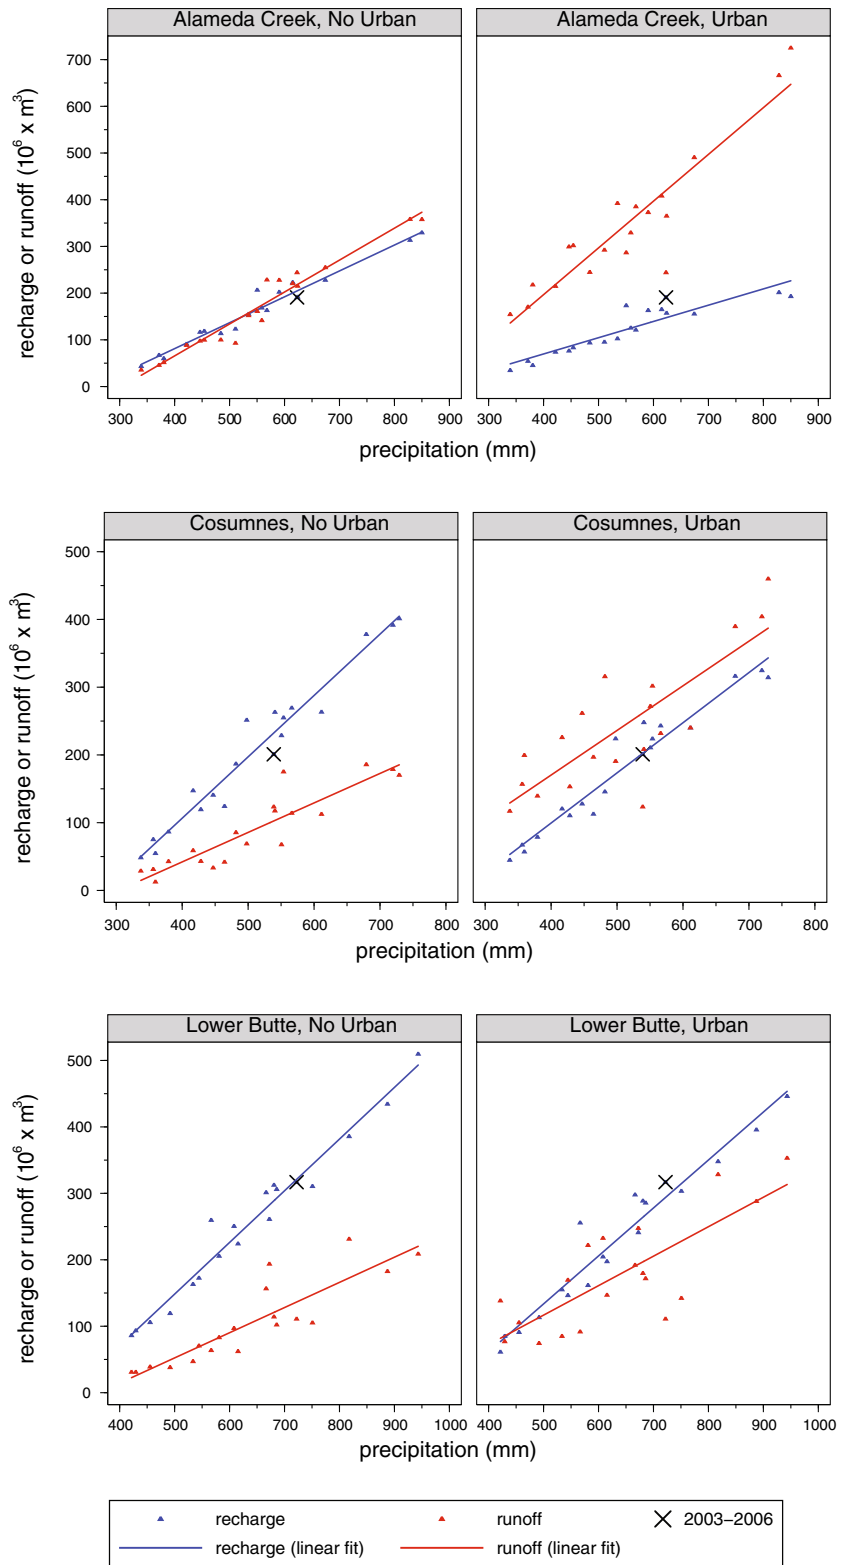 Alameda Creek, No Urban
Alameda Creek, Urban
recharge or runoff (10⁶ x m³)
700
600
500
400
300
200
100
0
300 400 500 600 700 800 900
300 400 500 600 700 800 900
precipitation (mm)
Cosumnes, No Urban
Cosumnes, Urban
recharge or runoff (10⁶ x m³)
500
400
300
200
100
0
300 400 500 600 700 800
300 400 500 600 700 800
precipitation (mm)
Lower Butte, No Urban
Lower Butte, Urban
recharge or runoff (10⁶ x m³)
500
400
300
200
100
0
400 500 600 700 800 900 1000
400 500 600 700 800 900 1000
precipitation (mm)
recharge
runoff
2003–2006
recharge (linear fit)
runoff (linear fit)